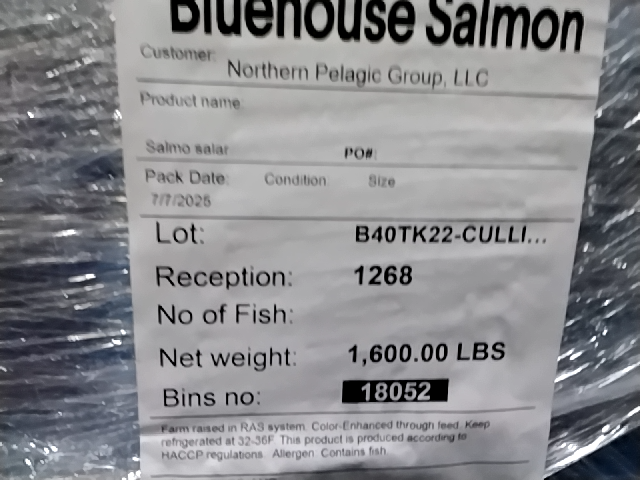 Bluehouse Salmon
Customer: Northern Pelagic Group, LLC
Product name:
Salmo salar PO#:
Pack Date: Condition Size
7/7/2025
Lot: B40TK22-CULLI...
Reception: 1268
No of Fish:
Net weight: 1,600.00 LBS
Bins no: 18052
Farm raised in RAS system. Color-Enhanced through feed. Keep
refrigerated at 32-36F. This product is produced according to
HACCP regulations. Allergen: Contains fish.